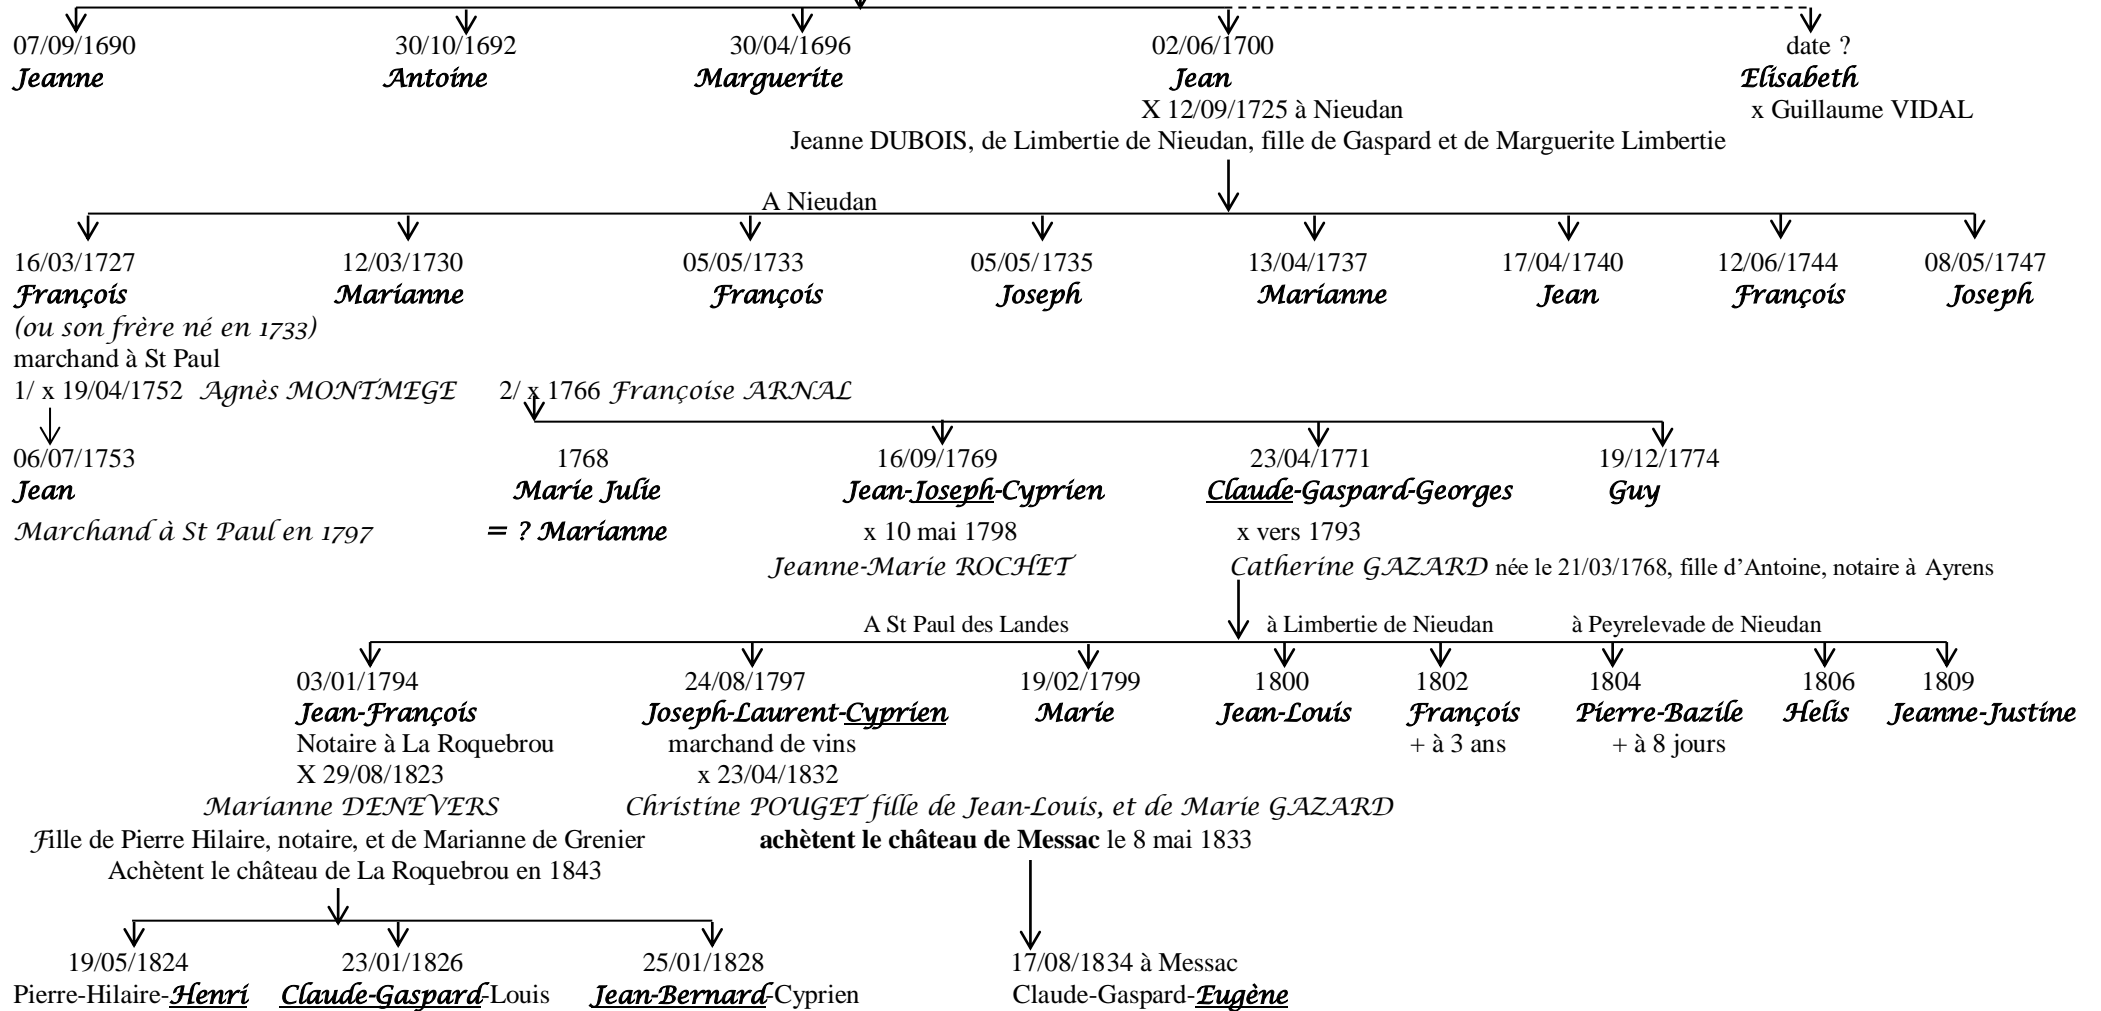 07/09/1690 30/10/1692 30/04/1696 02/06/1700 date ?
Jeanne Antoine Marguerite Jean Elisabeth
X 12/09/1725 à Nieudan x Guillaume VIDAL
Jeanne DUBOIS, de Limbertie de Nieudan, fille de Gaspard et de Marguerite Limbertie
A Nieudan
16/03/1727 12/03/1730 05/05/1733 05/05/1735 13/04/1737 17/04/1740 12/06/1744 08/05/1747
François Marianne François Joseph Marianne Jean François Joseph
(ou son frère né en 1733)
marchand à St Paul
1/ x 19/04/1752 Agnès MONTMEGE 2/ x 1766 Françoise ARNAL
06/07/1753 1768 16/09/1769 23/04/1771 19/12/1774
Jean Marie Julie Jean-Joseph-Cyprien Claude-Gaspard-Georges Guy
Marchand à St Paul en 1797 = ? Marianne x 10 mai 1798 x vers 1793
Jeanne-Marie ROCHET Catherine GAZARD née le 21/03/1768, fille d’Antoine, notaire à Ayrens
A St Paul des Landes à Limbertie de Nieudan à Peyrelevade de Nieudan
03/01/1794 24/08/1797 19/02/1799 1800 1802 1804 1806 1809
Jean-François Joseph-Laurent-Cyprien Marie Jean-Louis François Pierre-Bazile Helis Jeanne-Justine
Notaire à La Roquebrou marchand de vins + à 3 ans + à 8 jours
X 29/08/1823 x 23/04/1832
Marianne DENEVERS Christine POUGET fille de Jean-Louis, et de Marie GAZARD
Fille de Pierre Hilaire, notaire, et de Marianne de Grenier achètent le château de Messac le 8 mai 1833
Achètent le château de La Roquebrou en 1843
19/05/1824 23/01/1826 25/01/1828 17/08/1834 à Messac
Pierre-Hilaire-Henri Claude-Gaspard-Louis Jean-Bernard-Cyprien Claude-Gaspard-Eugène